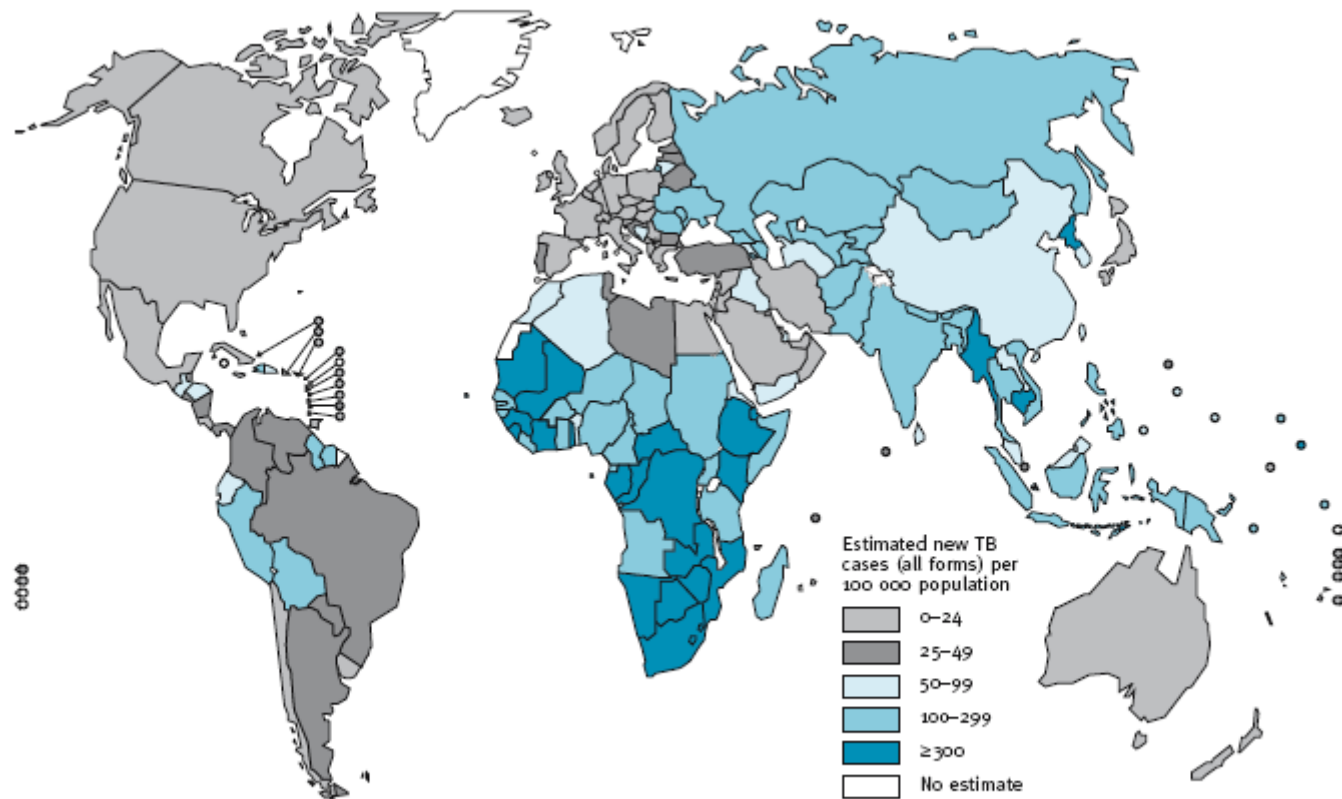 Estimated new TB
cases (all forms) per
100 000 population
0–24
25–49
50–99
100–299
≥300
No estimate